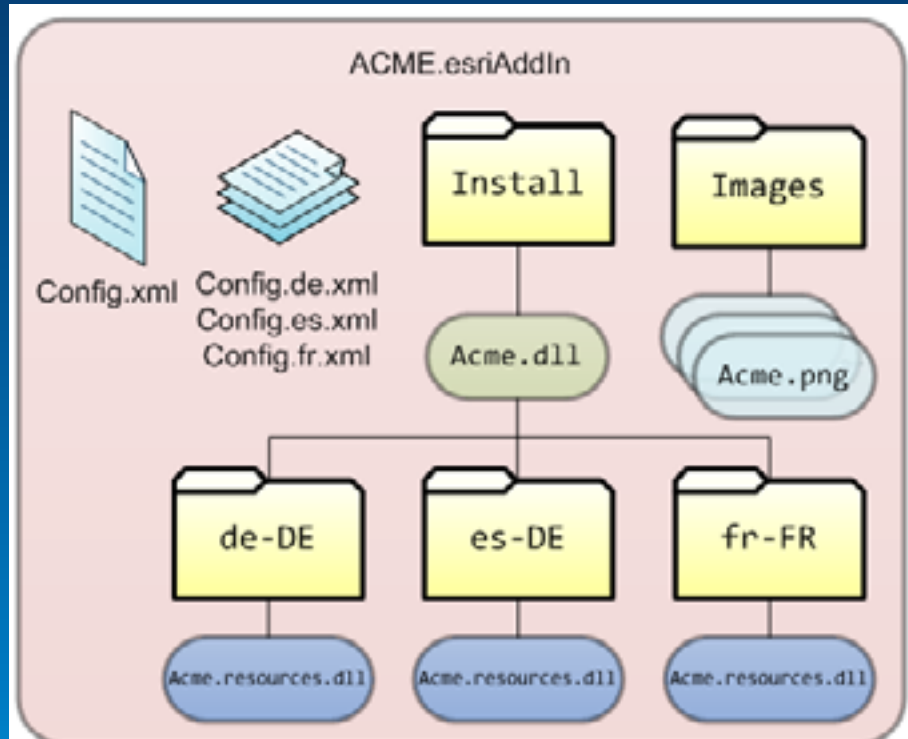 ACME.esriAddIn
Install
Images
Config.xml
Config.de.xml
Config.es.xml
Config.fr.xml
Acme.dll
Acme.png
de-DE
es-DE
fr-FR
Acme.resources.dll
Acme.resources.dll
Acme.resources.dll